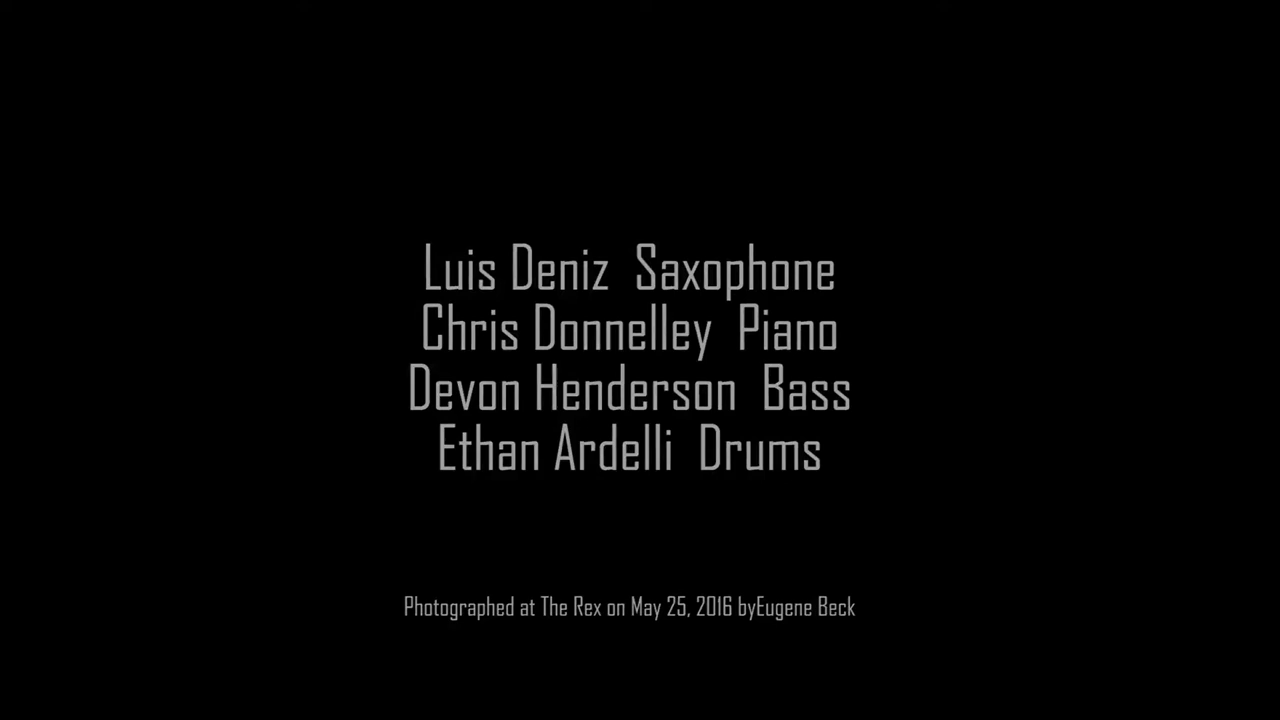 Luis Deniz  Saxophone
Chris Donnelley  Piano
Devon Henderson  Bass
Ethan Ardelli  Drums
Photographed at The Rex on May 25, 2016 byEugene Beck